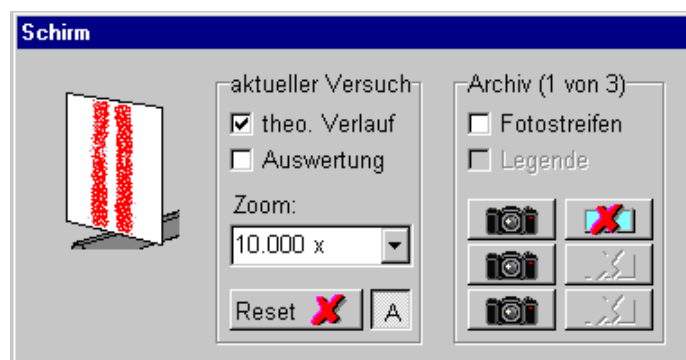 Schirm
aktueller Versuch
theo. Verlauf
Auswertung
Zoom:
10.000 x
Reset
A
Archiv (1 von 3)
Fotostreifen
Legende